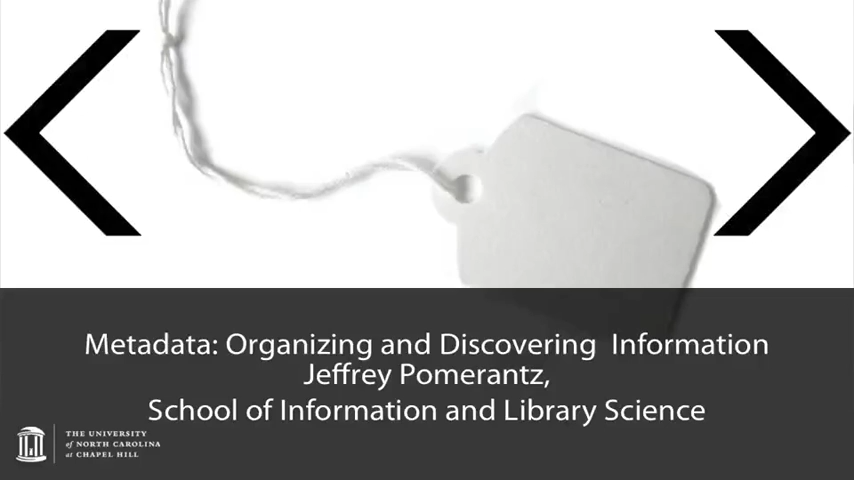 Metadata: Organizing and Discovering Information
Jeffrey Pomerantz,
School of Information and Library Science
THE UNIVERSITY
of NORTH CAROLINA
at CHAPEL HILL